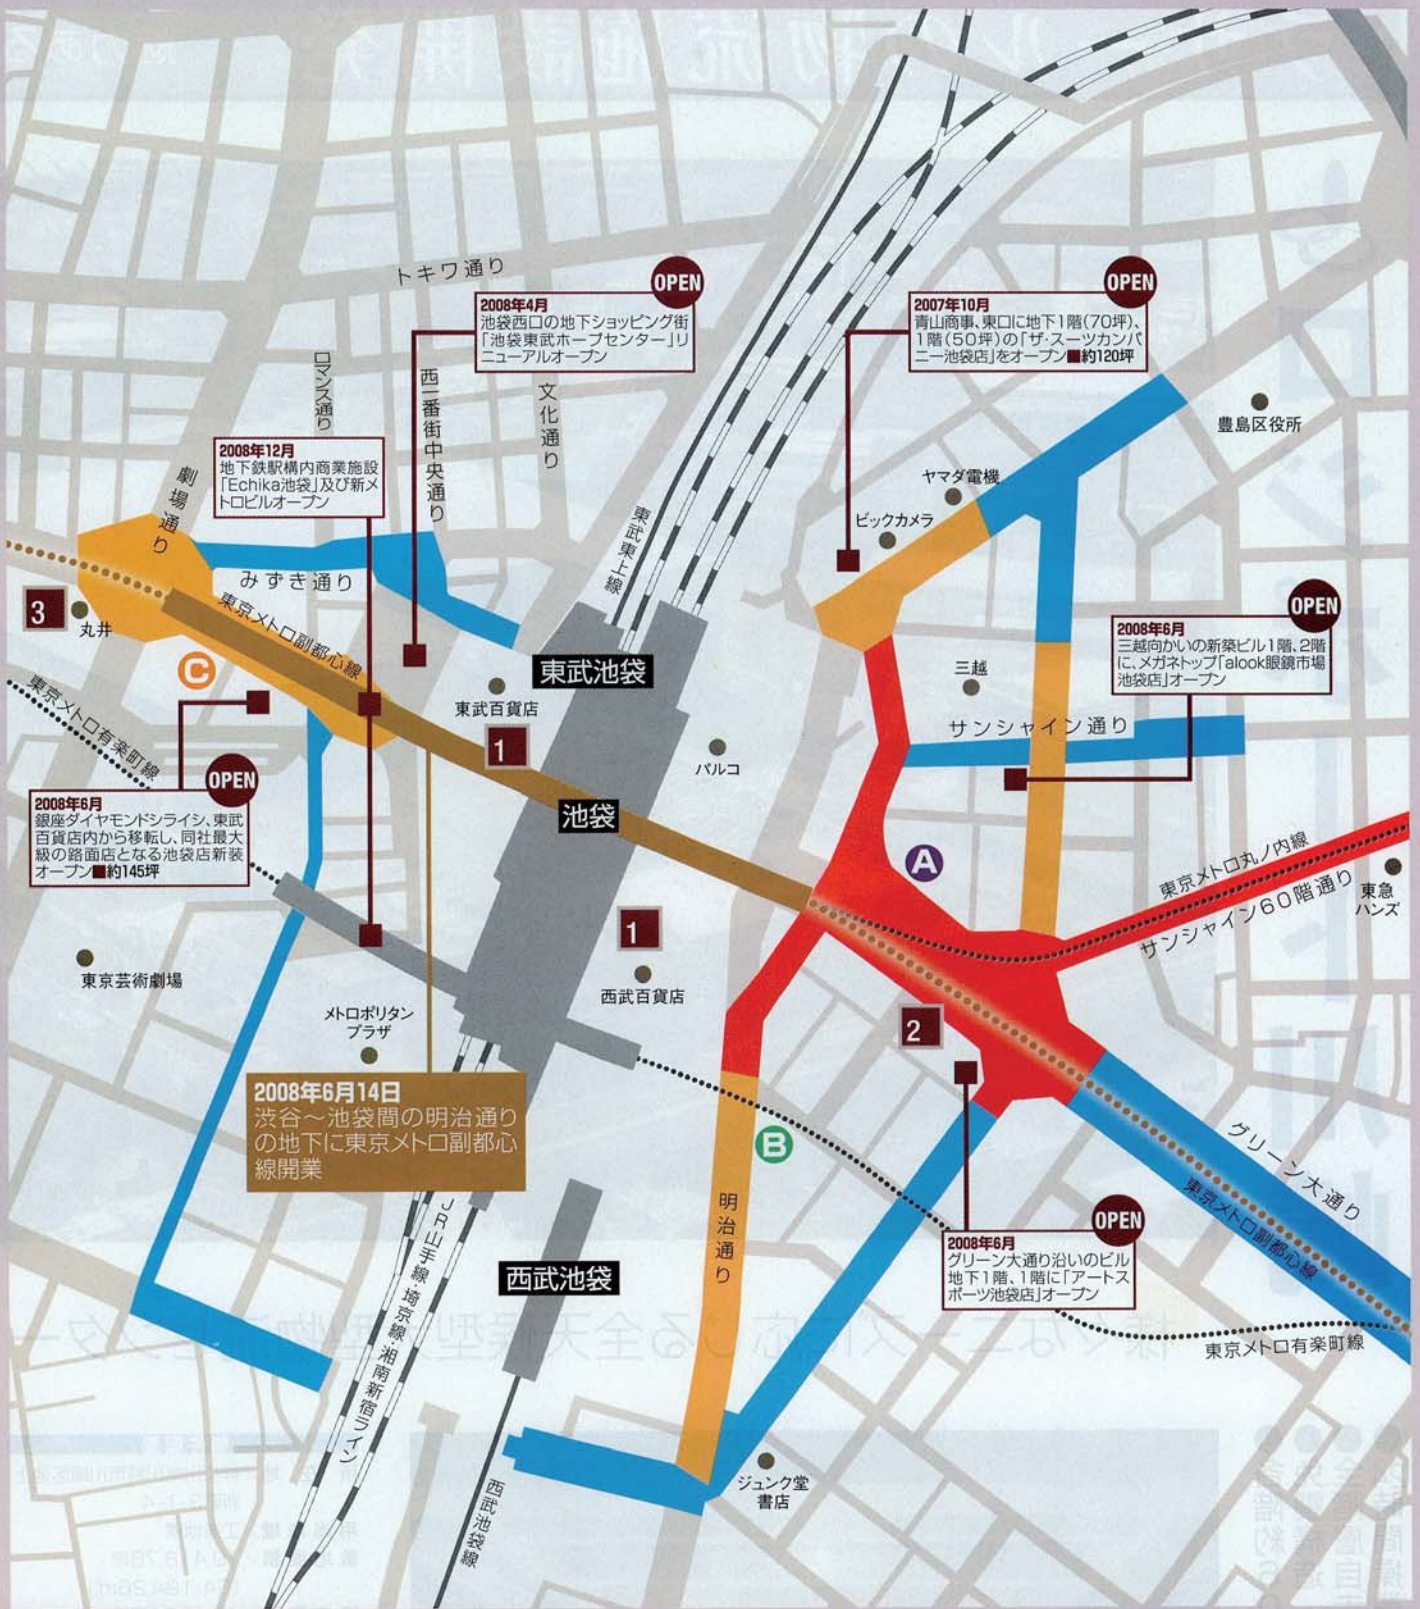 トキワ通り
OPEN
2008年4月
池袋西口の地下ショッピング街
「池袋東武ホープセンター」リ
ニューアルオープン
OPEN
2007年10月
青山商事、東口に地下1階(70坪)、
1階(50坪)の「ザ・スーツカンパ
ニー池袋店」をオープン■約120坪
ロマンス通り
西一番街中央通り
文化通り
豊島区役所
2008年12月
地下鉄駅構内商業施設
「Echika池袋」及び新メ
トロビルオープン
劇場通り
ヤマダ電機
ビックカメラ
東武東上線
みずき通り
3
丸井
東京メトロ副都心線
OPEN
2008年6月
三越向かいの新築ビル1階、2階
に、メガネトップ「alook眼鏡市場
池袋店」オープン
C
東武池袋
三越
東京メトロ有楽町線
東武百貨店
1
サンシャイン通り
パルコ
OPEN
2008年6月
銀座ダイヤモンドシライシ、東武
百貨店内から移転し、同社最大
級の路面店となる池袋店新装
オープン■約145坪
池袋
A
東京メトロ丸ノ内線
サンシャイン60階通り
東急
ハンズ
1
東京芸術劇場
西武百貨店
メトロポリタン
プラザ
2
2008年6月14日
渋谷～池袋間の明治通り
の地下に東京メトロ副都心
線開業
B
グリーン大通り
東京メトロ副都心線
明治通り
JR山手線・埼京線・湘南新宿ライン
OPEN
2008年6月
グリーン大通り沿いのビル
地下1階、1階に「アートス
ポーツ池袋店」オープン
西武池袋
東京メトロ有楽町線
ジュンク堂
書店
西武池袋線